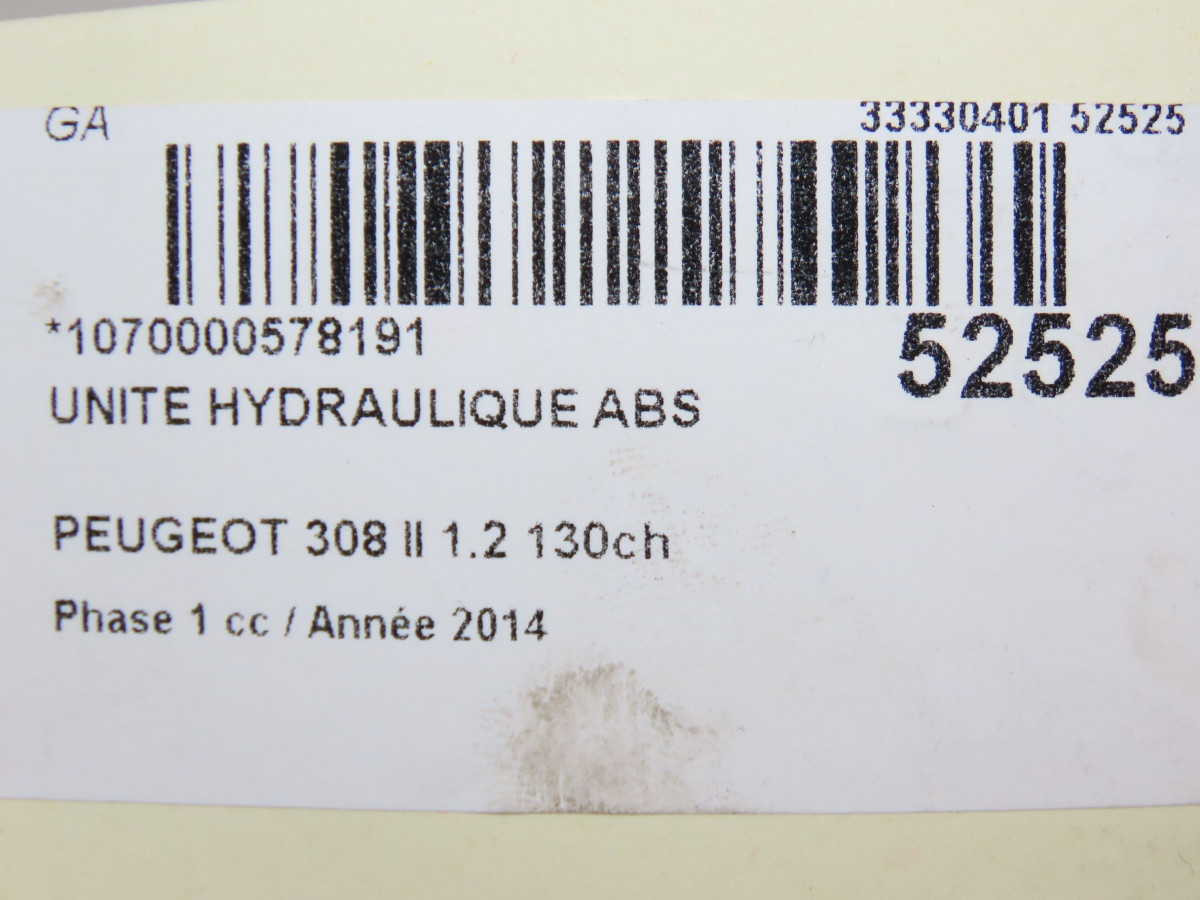 GA 33330401 52525
*1070000578191 52525
UNITE HYDRAULIQUE ABS
PEUGEOT 308 II 1.2 130ch
Phase 1 cc / Année 2014